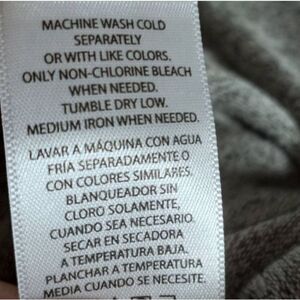 MACHINE WASH COLD
SEPARATELY
OR WITH LIKE COLORS.
ONLY NON-CHLORINE BLEACH
WHEN NEEDED.
TUMBLE DRY LOW.
MEDIUM IRON WHEN NEEDED.
LAVAR A MÁQUINA CON AGUA
FRÍA SEPARADAMENTE O
CON COLORES SIMILARES.
BLANQUEADOR SIN
CLORO SOLAMENTE,
CUANDO SEA NECESARIO.
SECAR EN SECADORA
A TEMPERATURA BAJA.
PLANCHAR A TEMPERATURA
MEDIA CUANDO SE NECESITE.